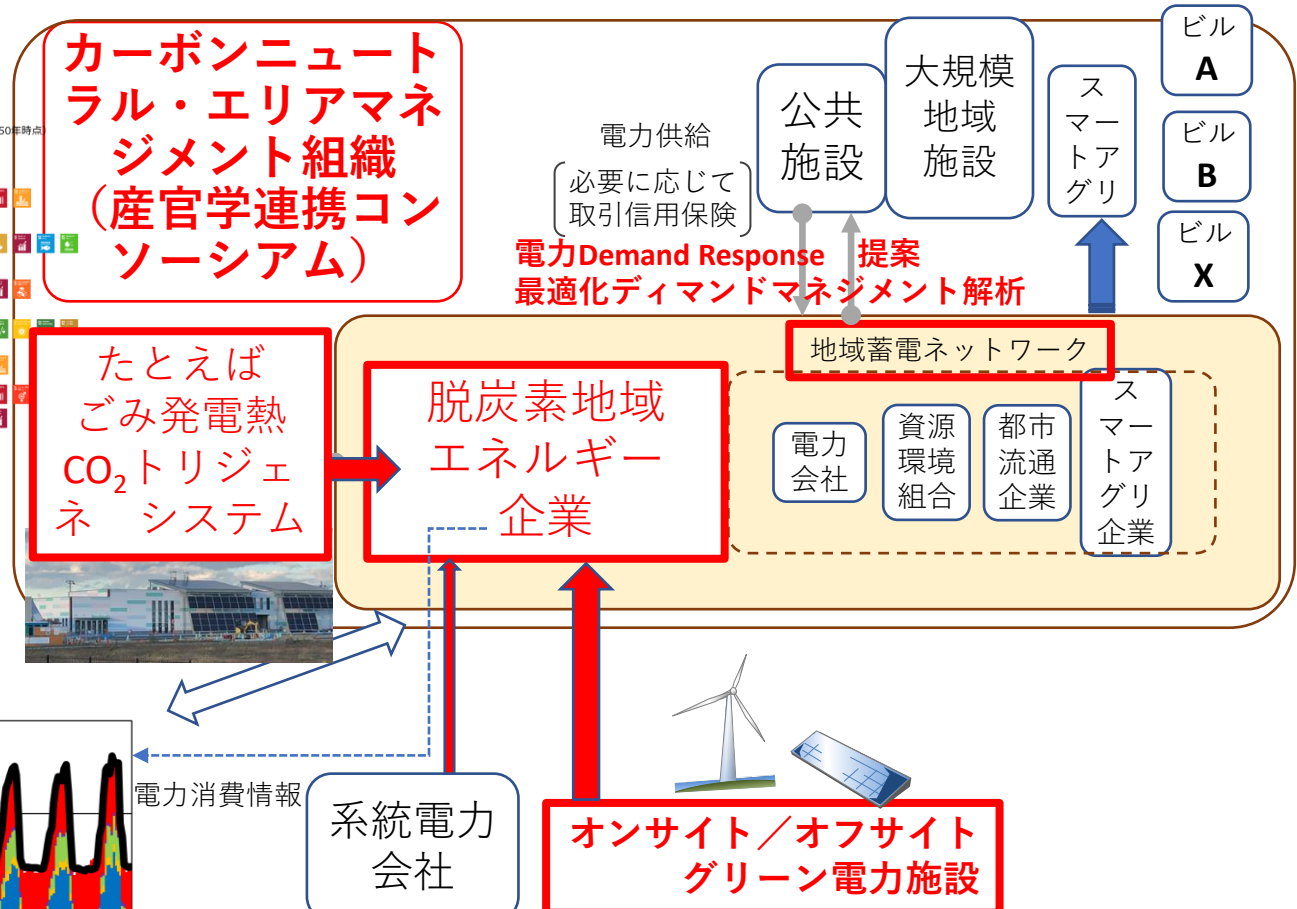 カーボンニュート
ラル・エリアマネ
ジメント組織
（産官学連携コン
ソーシアム）
50年時点）
電力供給
必要に応じて
取引信用保険
公共
施設
大規模
地域
施設
ス
マー
トア
グリ
ビル
A
ビル
B
ビル
X
電力Demand Response　提案
最適化ディマンドマネジメント解析
地域蓄電ネットワーク
たとえば
ごみ発電熱
CO₂トリジェ
ネ　システム
脱炭素地域
エネルギー
企業
電力
会社
資源
環境
組合
都市
流通
企業
ス
マー
トア
グリ
企業
電力消費情報
系統電力
会社
オンサイト／オフサイト
グリーン電力施設